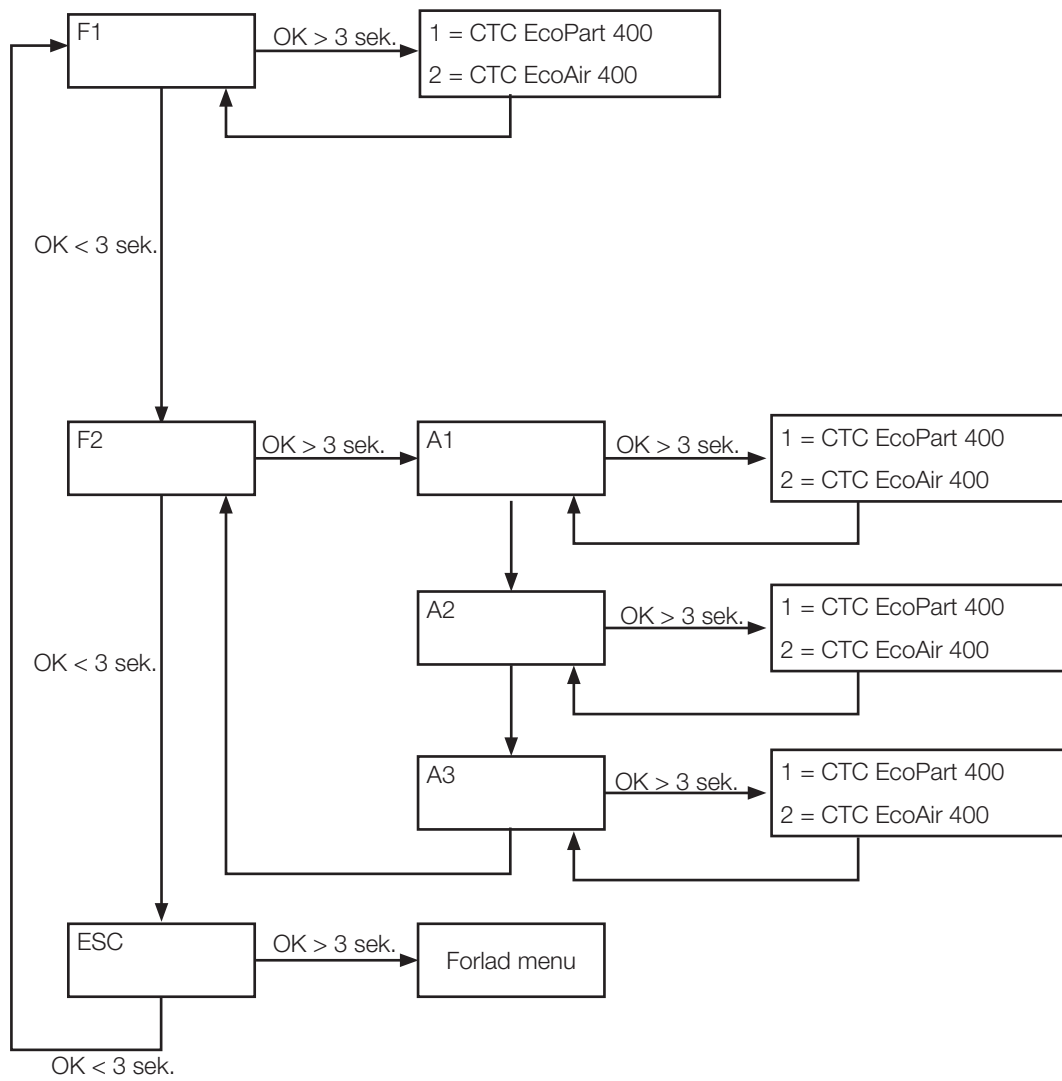 F1
OK > 3 sek.
1 = CTC EcoPart 400
2 = CTC EcoAir 400
OK < 3 sek.
F2
OK > 3 sek.
A1
OK > 3 sek.
1 = CTC EcoPart 400
2 = CTC EcoAir 400
A2
OK > 3 sek.
1 = CTC EcoPart 400
2 = CTC EcoAir 400
OK < 3 sek.
A3
OK > 3 sek.
1 = CTC EcoPart 400
2 = CTC EcoAir 400
ESC
OK > 3 sek.
Forlad menu
OK < 3 sek.